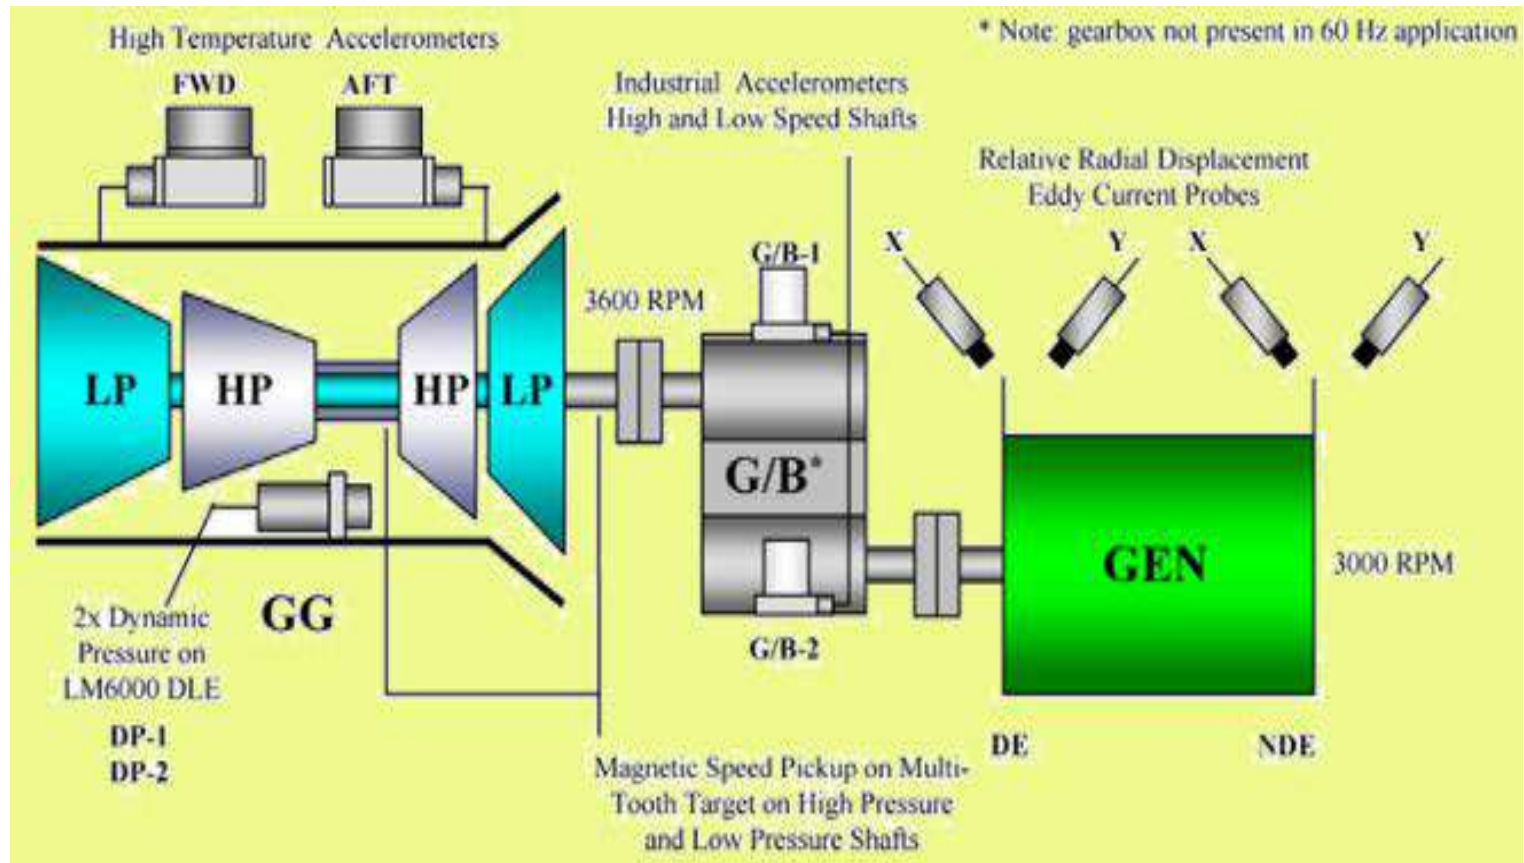 High Temperature Accelerometers
FWD AFT
* Note: gearbox not present in 60 Hz application
Industrial Accelerometers
High and Low Speed Shafts
Relative Radial Displacement
Eddy Current Probes
X Y X Y
G/B-1
3600 RPM
LP HP HP LP
G/B*
GEN
3000 RPM
GG
2x Dynamic
Pressure on
LM6000 DLE
DP-1
DP-2
G/B-2
DE NDE
Magnetic Speed Pickup on Multi-
Tooth Target on High Pressure
and Low Pressure Shafts